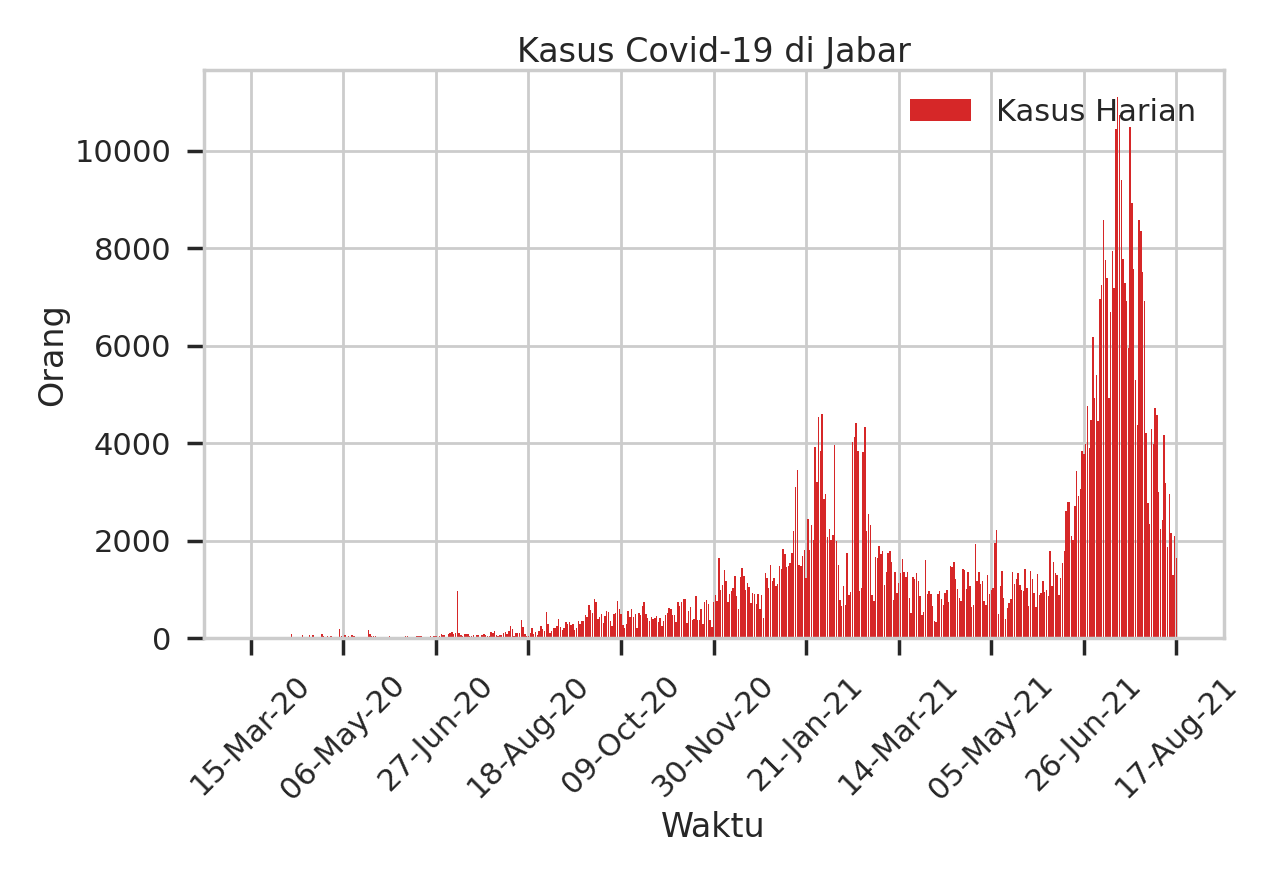 Kasus Covid-19 di Jabar
Kasus Harian
Orang
10000
8000
6000
4000
2000
0
15-Mar-20
06-May-20
27-Jun-20
18-Aug-20
09-Oct-20
30-Nov-20
21-Jan-21
14-Mar-21
05-May-21
26-Jun-21
17-Aug-21
Waktu